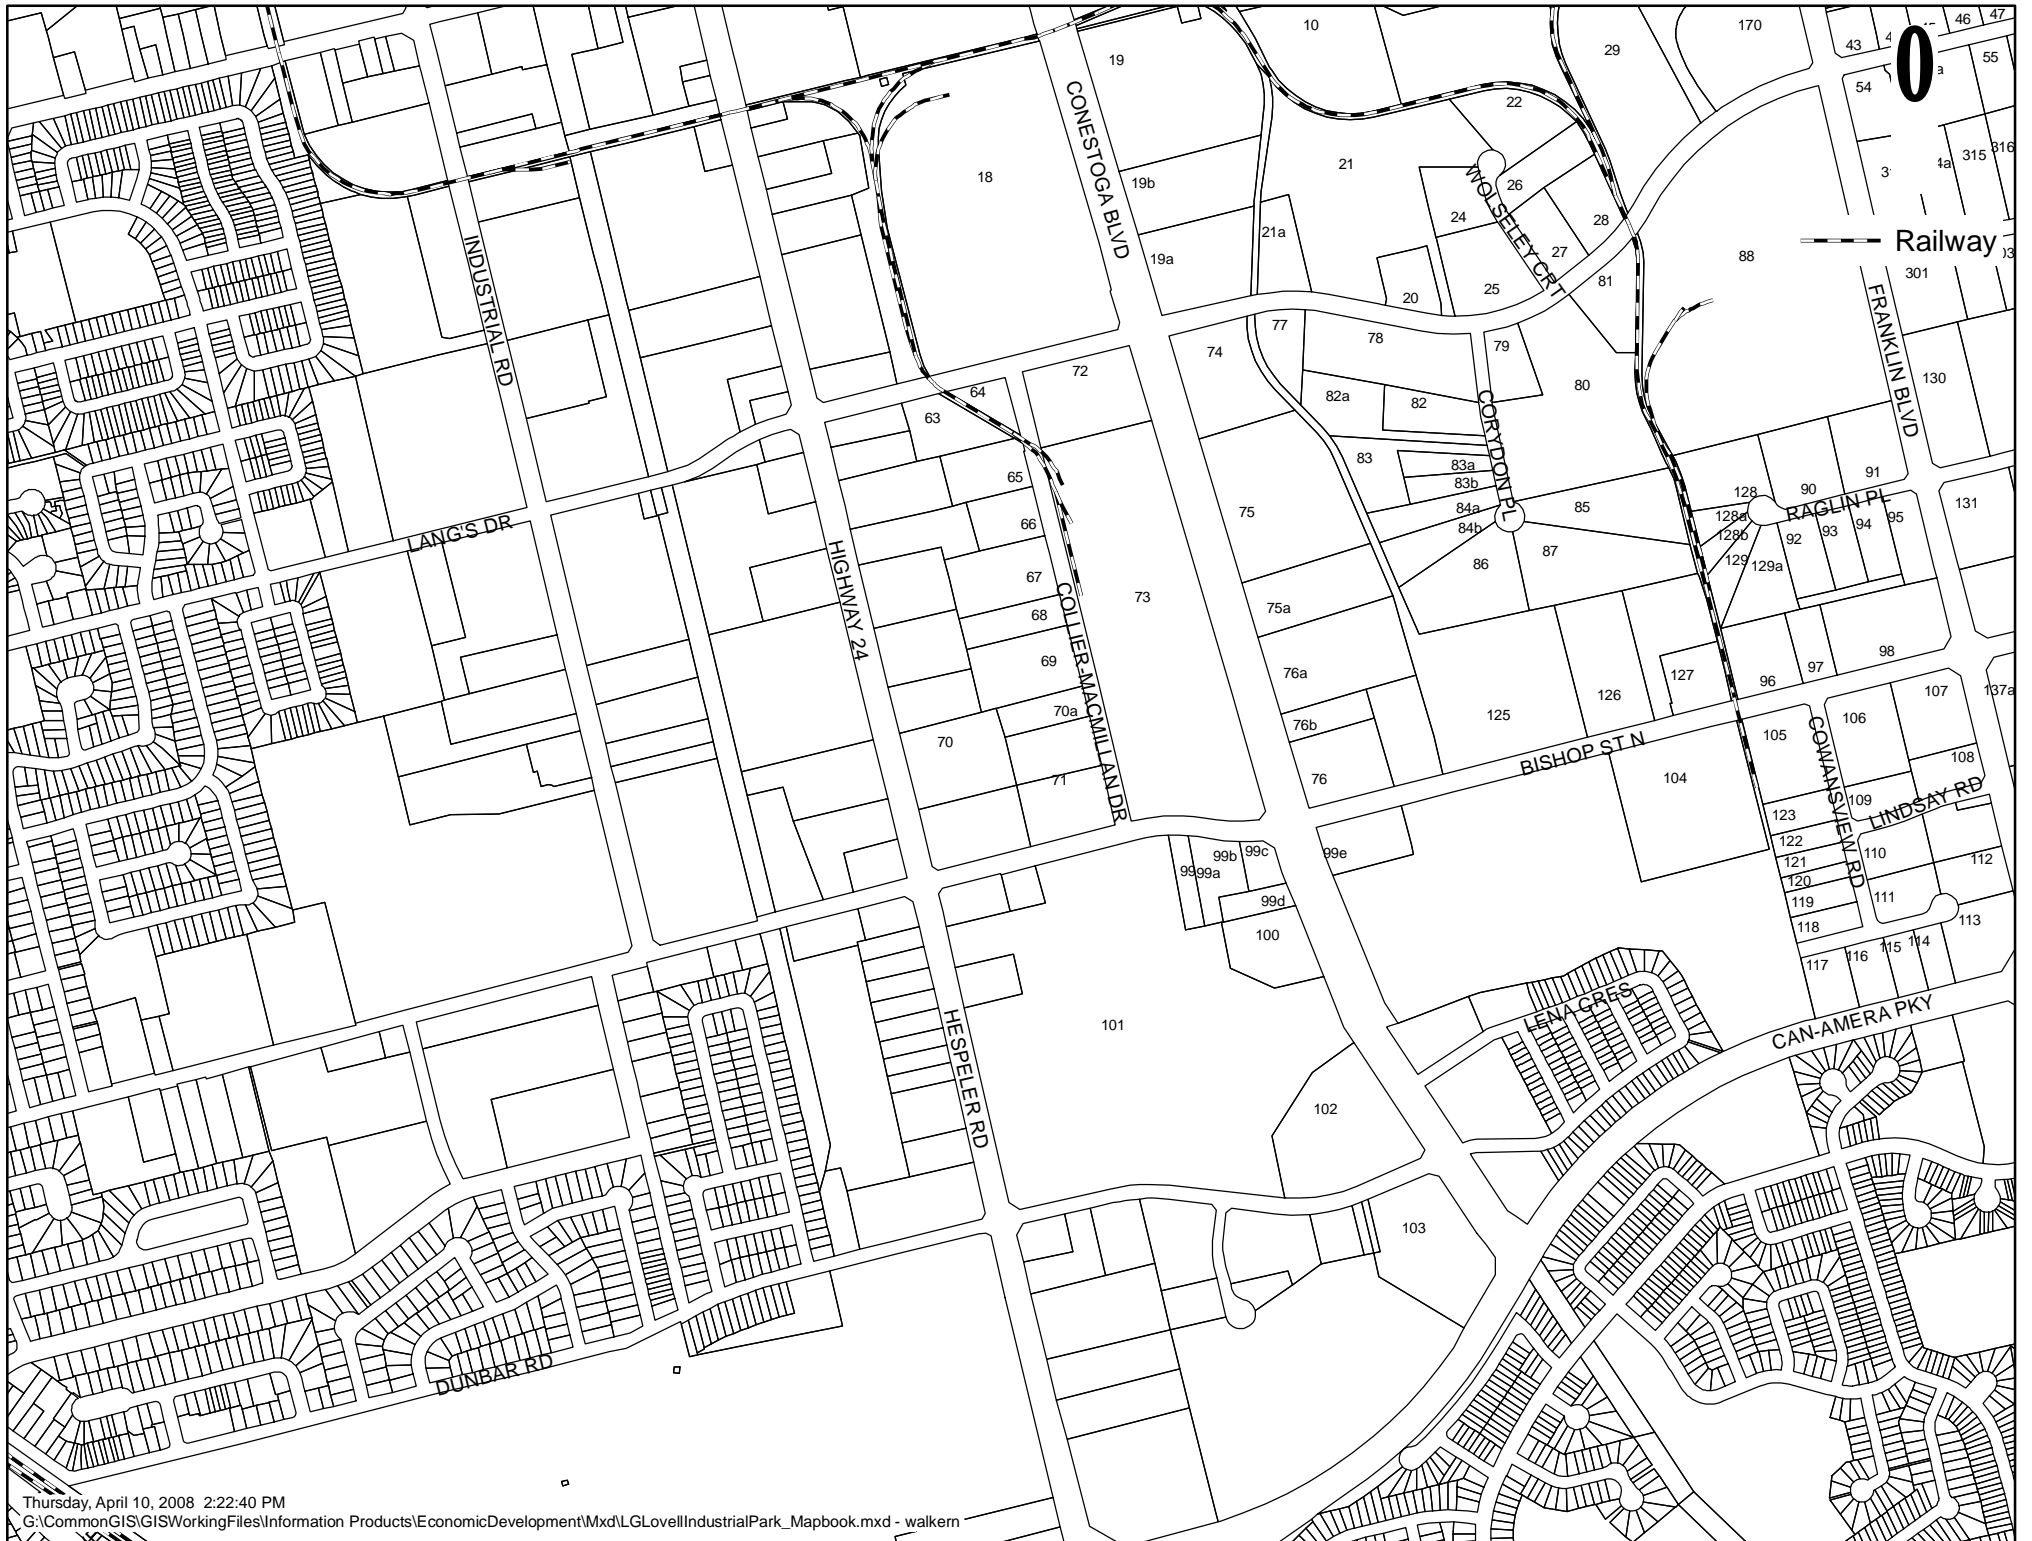 10
19
29
170
43
46
47
54
55
22
0
CONESTOGA BLVD
18
19b
21
26
WOLSELEY CRT
24
28
315
316
Railway
INDUSTRIAL RD
19a
21a
27
25
20
81
88
301
FRANKLIN BLVD
72
74
77
78
79
80
130
64
63
82a
82
CORYDON PL
65
83
83a
83b
91
90
128
66
75
84a
84b
85
RAGLIN PL
131
LANG'S DR
128a
128b
92
93
94
95
HIGHWAY 24
67
86
87
129
129a
68
COLLIER-MACMILLAN DR
73
75a
69
76a
127
96
97
98
70a
70
76b
125
126
107
137a
106
105
BISHOP ST N
COWANSVIEW RD
71
76
104
108
109
LINDSAY RD
123
122
121
120
119
118
110
112
111
113
99
99a
99b
99c
99d
99e
100
117
116
115
114
101
LENA CRES
CAN-AMERA PKY
HESPELER RD
102
103
DUNBAR RD
Thursday, April 10, 2008 2:22:40 PM
G:\CommonGIS\GISWorkingFiles\Information Products\EconomicDevelopment\Mxd\LGLovellIndustrialPark_Mapbook.mxd - walkern